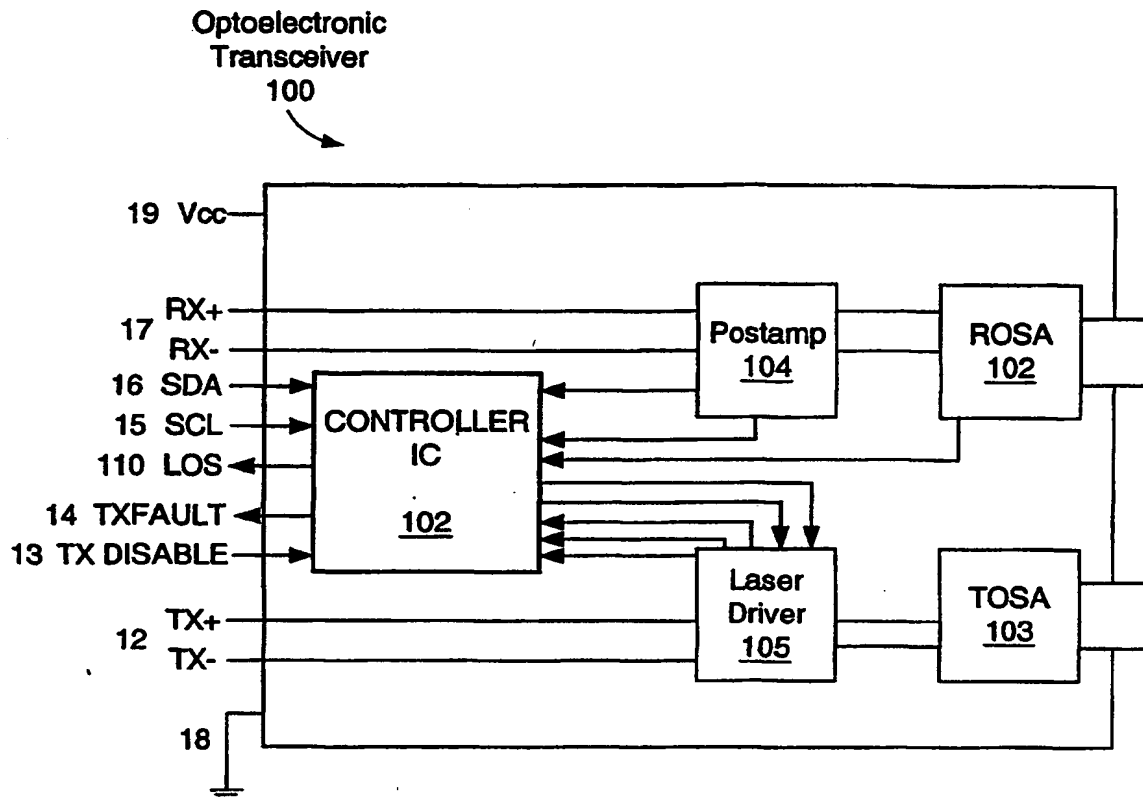 Optoelectronic
Transceiver
100
19 Vcc
17
RX+
RX-
16 SDA
15 SCL
110 LOS
14 TXFAULT
13 TX DISABLE
12
TX+
TX-
18
CONTROLLER
IC
102
Postamp
104
ROSA
102
Laser
Driver
105
TOSA
103